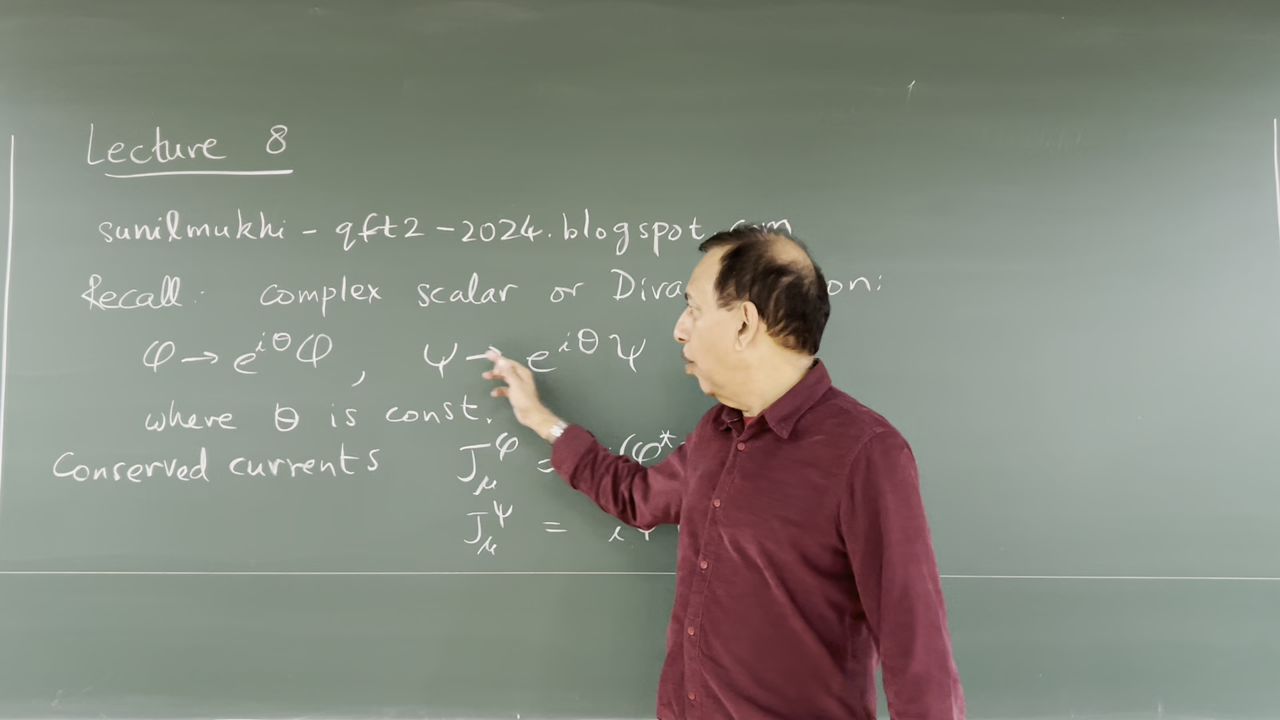 Lecture 8
sunilmukhi - qft2 - 2024.blogspot.com
Recall: complex scalar or
φ → e^{iθ}φ, ψ → e^{iθ}ψ
where θ is const.
Conserved currents J_μ^φ = (φ*
J_μ^ψ = i